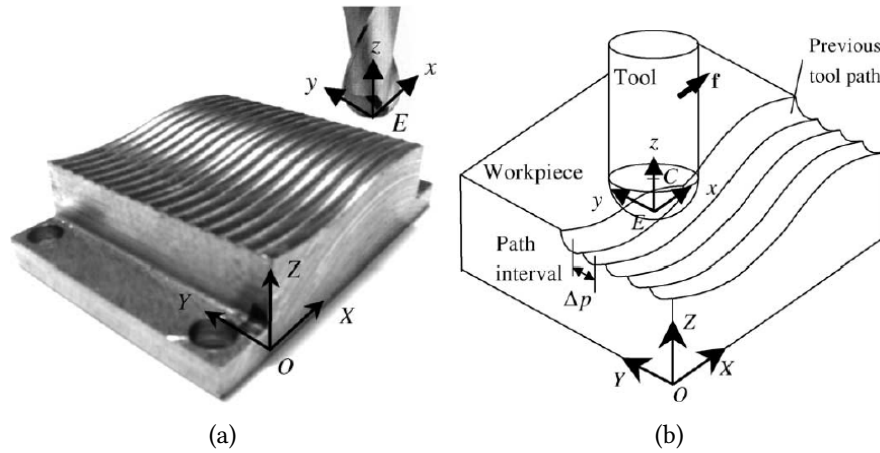 z
y
x
E
Z
Y
X
O
(a)
Previous
tool path
Tool
f
z
C
Workpiece
y
x
E
Path
interval
Δp
Z
Y
X
O
(b)